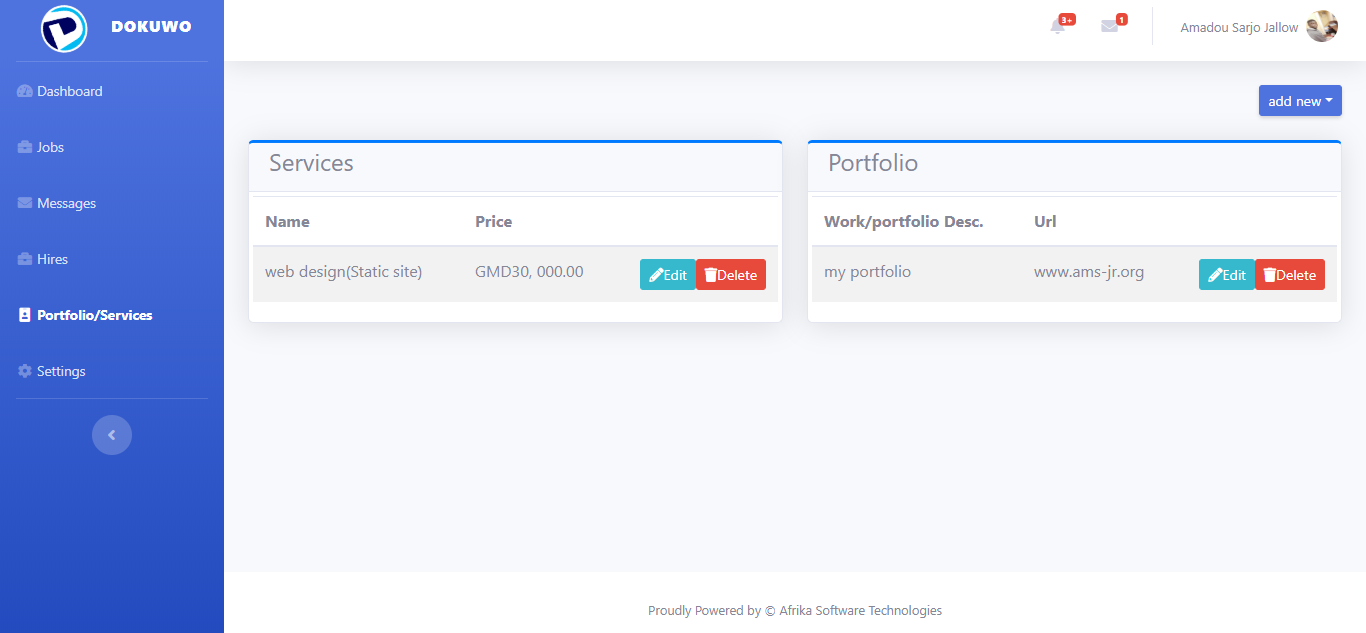 DOKUWO
3+
1
Amadou Sarjo Jallow
Dashboard
Jobs
Messages
Hires
Portfolio/Services
Settings
add new
Services
Name Price
web design(Static site) GMD30, 000.00 Edit Delete
Portfolio
Work/portfolio Desc. Url
my portfolio www.ams-jr.org Edit Delete
Proudly Powered by © Afrika Software Technologies